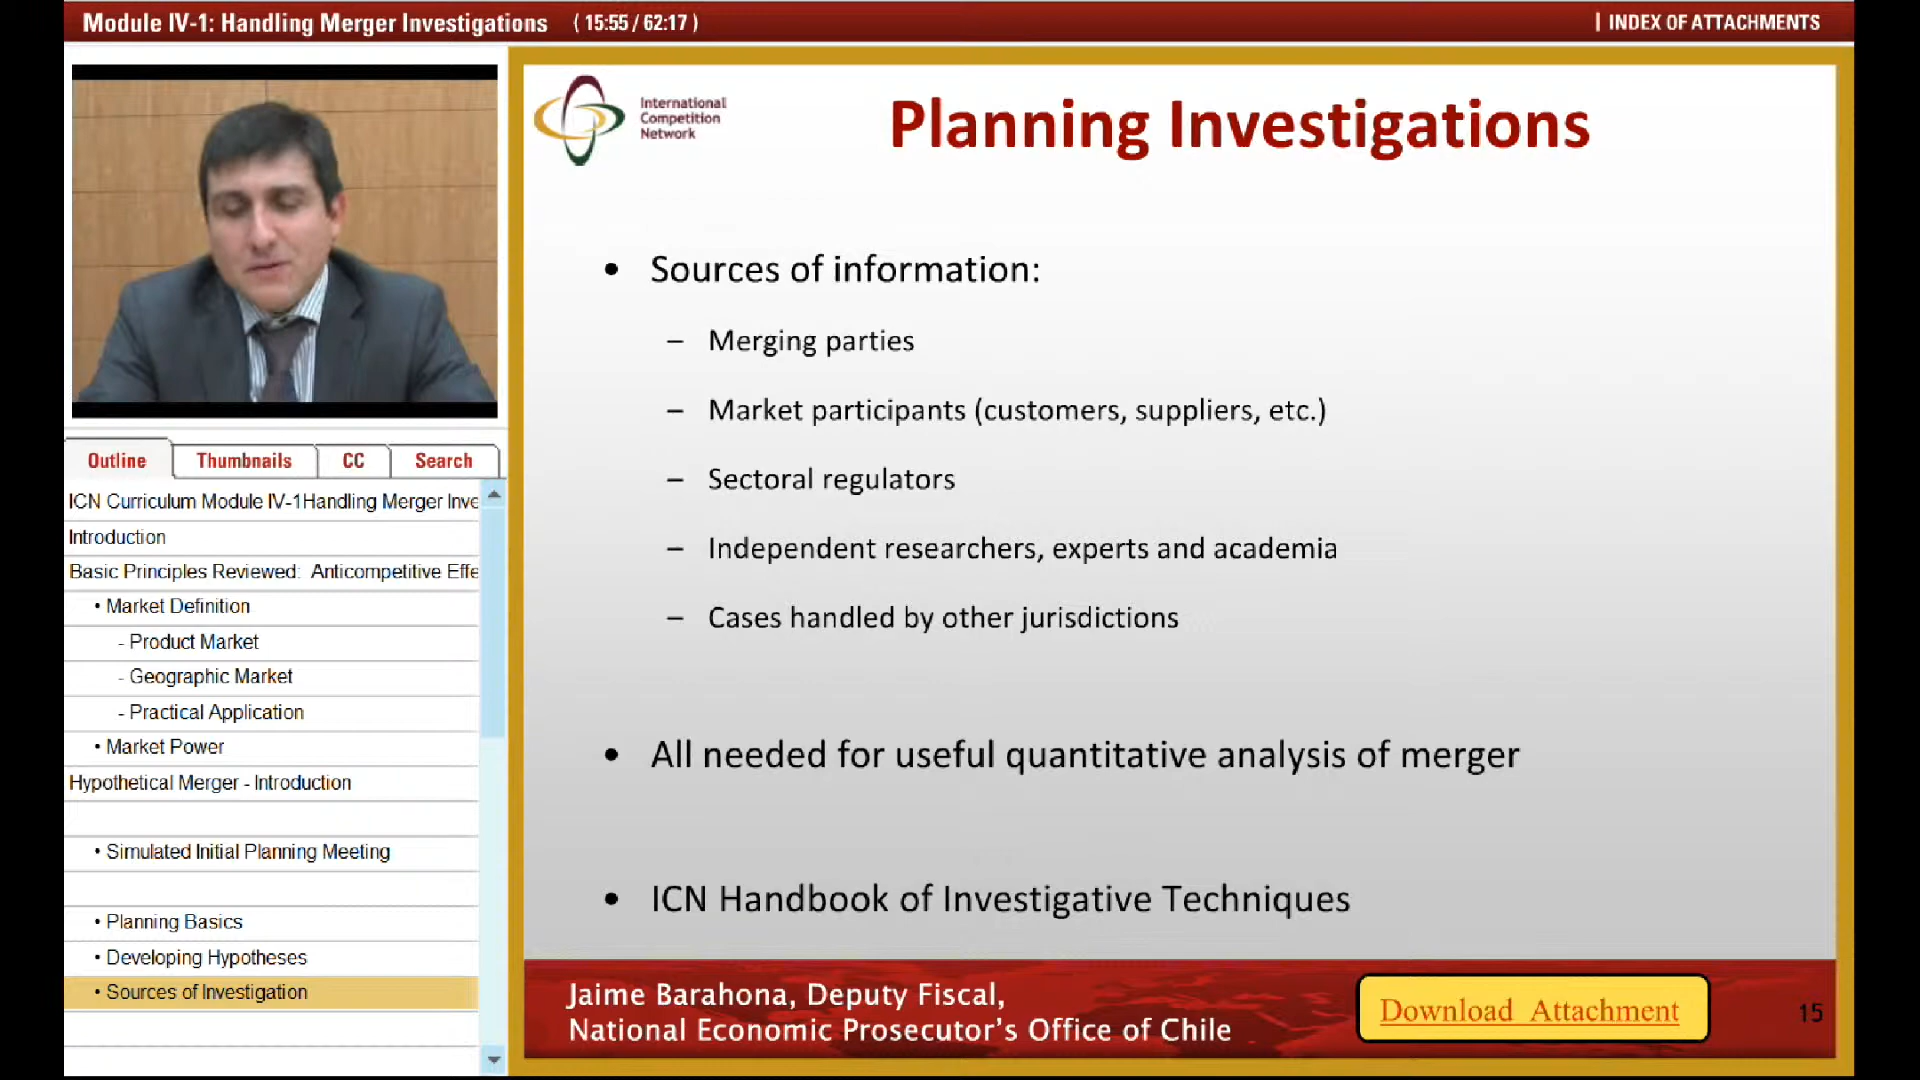 Module IV-1: Handling Merger Investigations ( 15:55 / 62:17 )
| INDEX OF ATTACHMENTS
Outline
Thumbnails
CC
Search
ICN Curriculum Module IV-1Handling Merger Inve
Introduction
Basic Principles Reviewed: Anticompetitive Effe
• Market Definition
- Product Market
- Geographic Market
- Practical Application
• Market Power
Hypothetical Merger - Introduction
• Simulated Initial Planning Meeting
• Planning Basics
• Developing Hypotheses
• Sources of Investigation
International
Competition
Network
Planning Investigations
• Sources of information:
– Merging parties
– Market participants (customers, suppliers, etc.)
– Sectoral regulators
– Independent researchers, experts and academia
– Cases handled by other jurisdictions
• All needed for useful quantitative analysis of merger
• ICN Handbook of Investigative Techniques
Jaime Barahona, Deputy Fiscal,
National Economic Prosecutor’s Office of Chile
Download Attachment
15